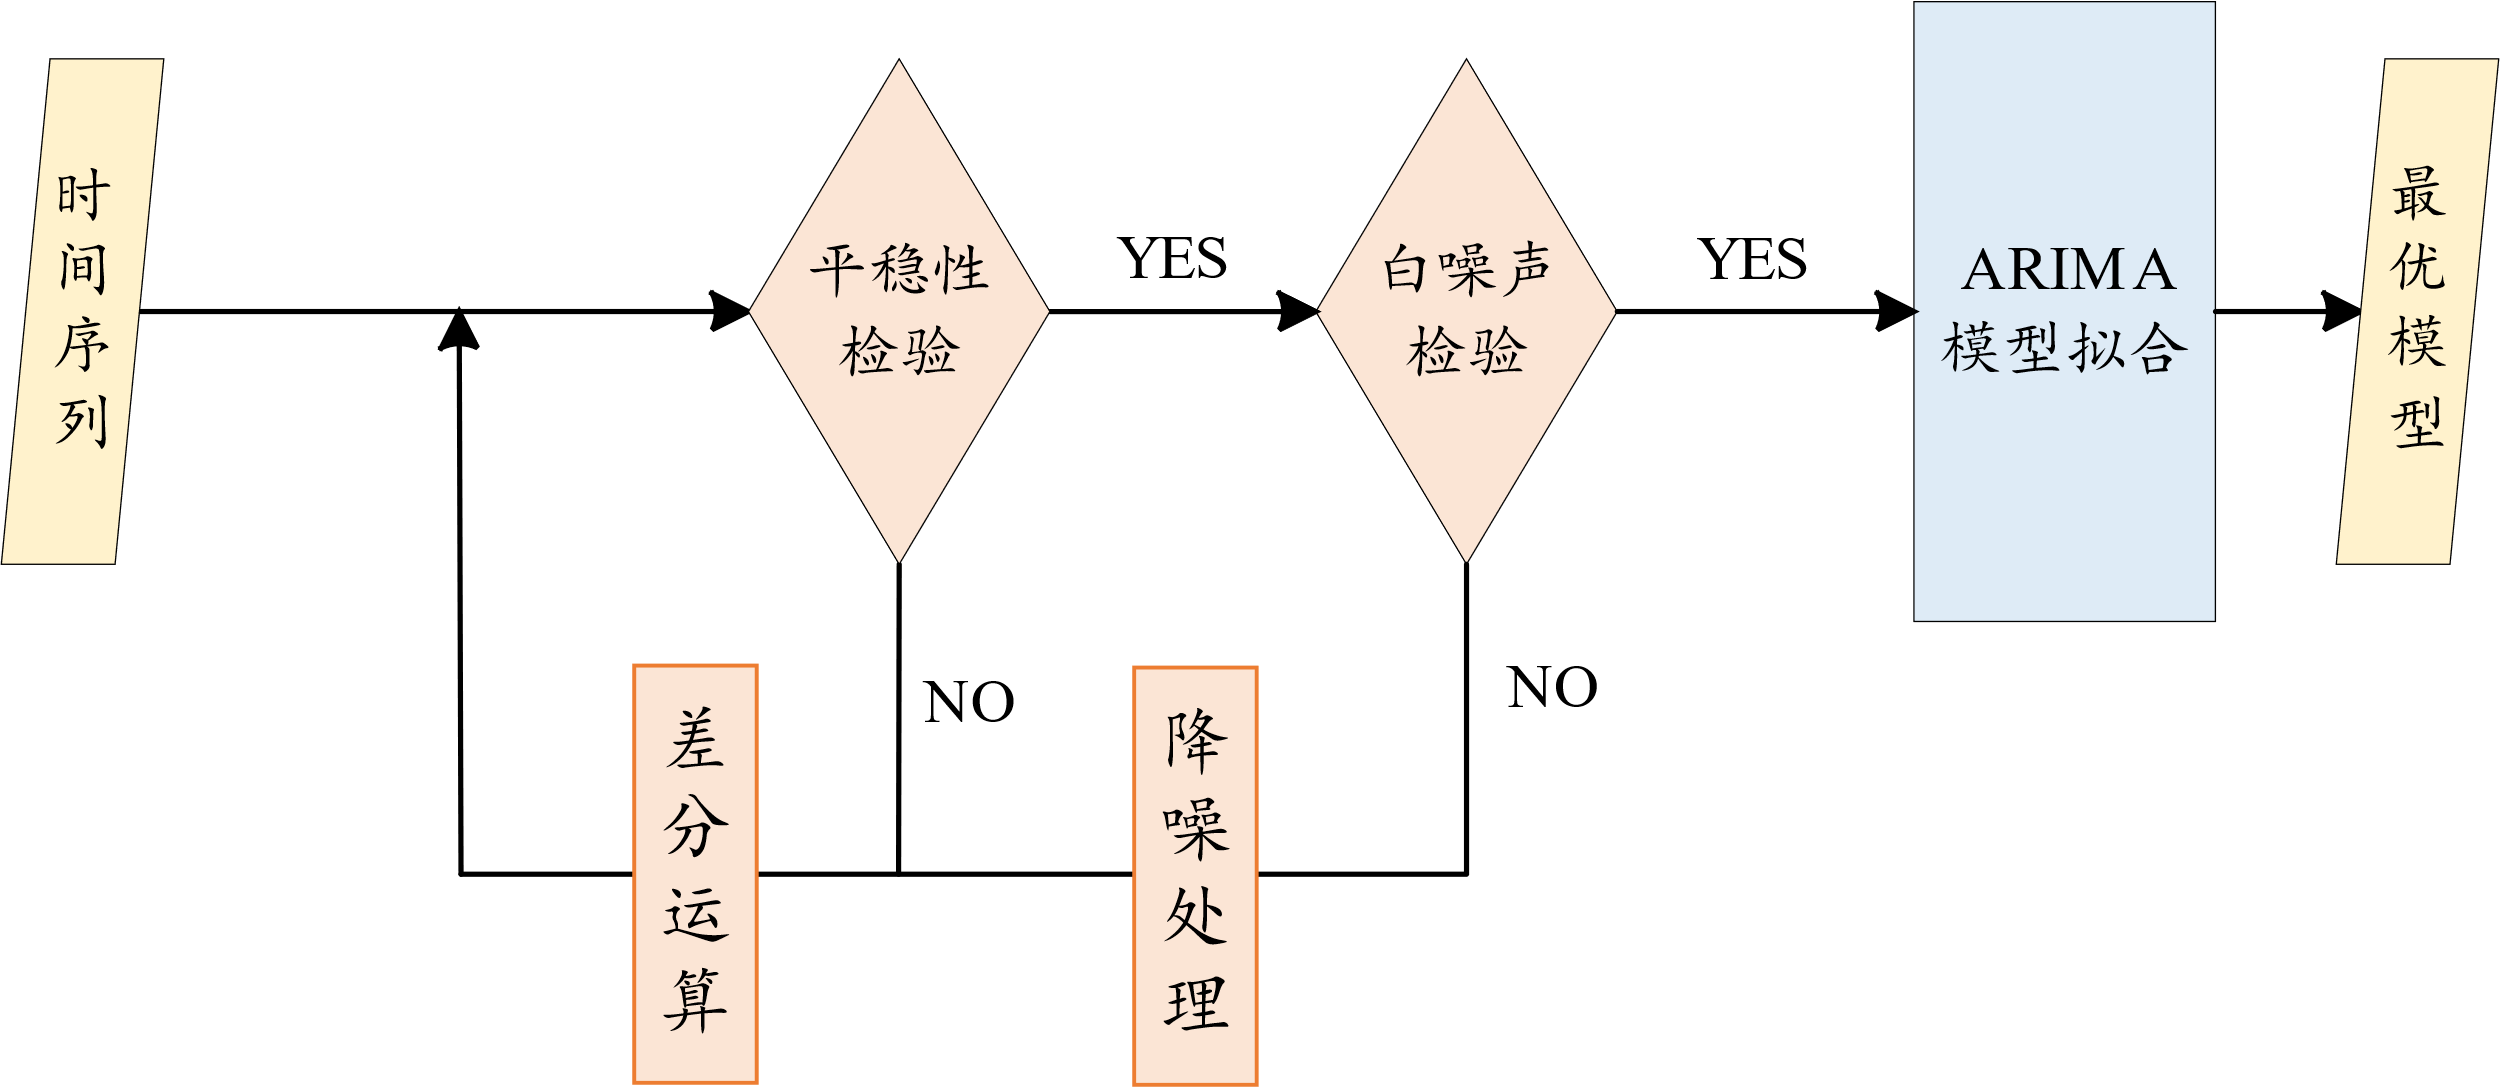 时间序列
平稳性
检验
YES
白噪声
检验
YES
ARIMA
模型拟合
最优模型
NO
NO
差分运算
降噪处理